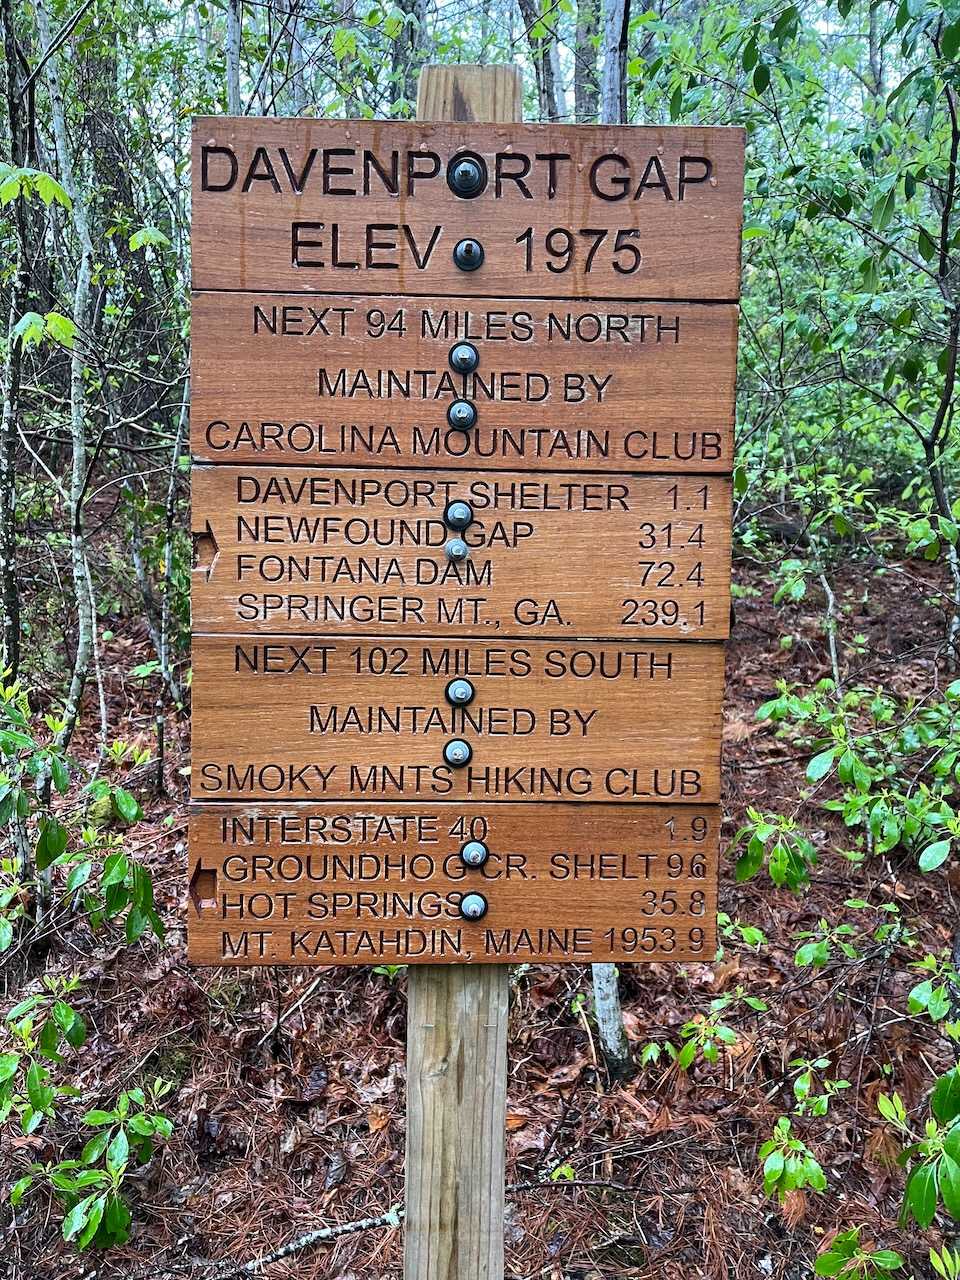 DAVENPORT GAP
ELEV. 1975
NEXT 94 MILES NORTH
MAINTAINED BY
CAROLINA MOUNTAIN CLUB
DAVENPORT SHELTER 1.1
NEWFOUND GAP 31.4
FONTANA DAM 72.4
SPRINGER MT., GA. 239.1
NEXT 102 MILES SOUTH
MAINTAINED BY
SMOKY MNTS HIKING CLUB
INTERSTATE 40 1.9
GROUNDHOG CR. SHELT 9.6
HOT SPRINGS 35.8
MT. KATAHDIN, MAINE 1953.9